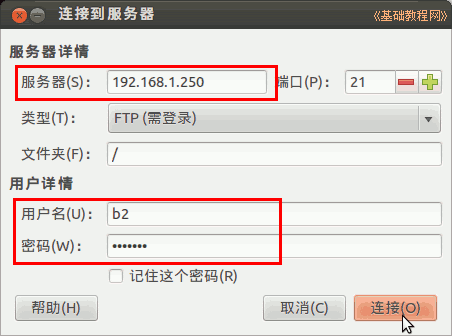 连接到服务器 《基础教程网》
服务器详情
服务器(S): 192.168.1.250 端口(P): 21
类型(T): FTP (需登录)
文件夹(F): /
用户详情
用户名(U): b2
密码(W): •••••••
记住这个密码(R)
帮助(H) 取消(C) 连接(O)